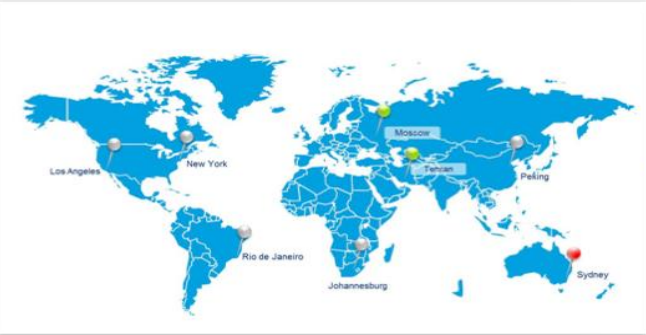 Moscow
New York
Los Angeles
Tehran
Peking
Rio de Janeiro
Sydney
Johannesburg